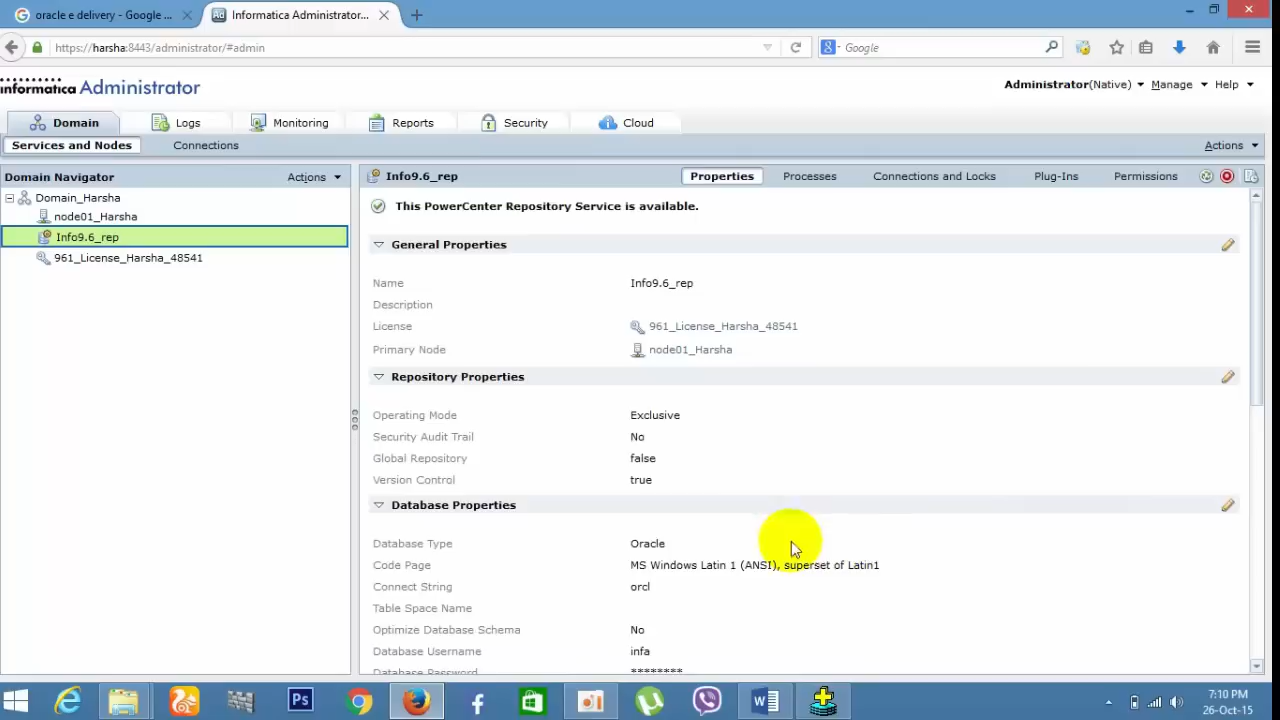 oracle e delivery - Google ...
Informatica Administrator...
https://harsha:8443/administrator/#admin
Google
informatica Administrator
Administrator(Native)
Manage
Help
Domain
Logs
Monitoring
Reports
Security
Cloud
Services and Nodes
Connections
Actions
Domain Navigator
Actions
Info9.6_rep
Properties
Processes
Connections and Locks
Plug-Ins
Permissions
Domain_Harsha
node01_Harsha
Info9.6_rep
961_License_Harsha_48541
This PowerCenter Repository Service is available.
General Properties
Name Info9.6_rep
Description
License 961_License_Harsha_48541
Primary Node node01_Harsha
Repository Properties
Operating Mode Exclusive
Security Audit Trail No
Global Repository false
Version Control true
Database Properties
Database Type Oracle
Code Page MS Windows Latin 1 (ANSI), superset of Latin1
Connect String orcl
Table Space Name
Optimize Database Schema No
Database Username infa
Database Password ********
Ps
7:10 PM
26-Oct-15